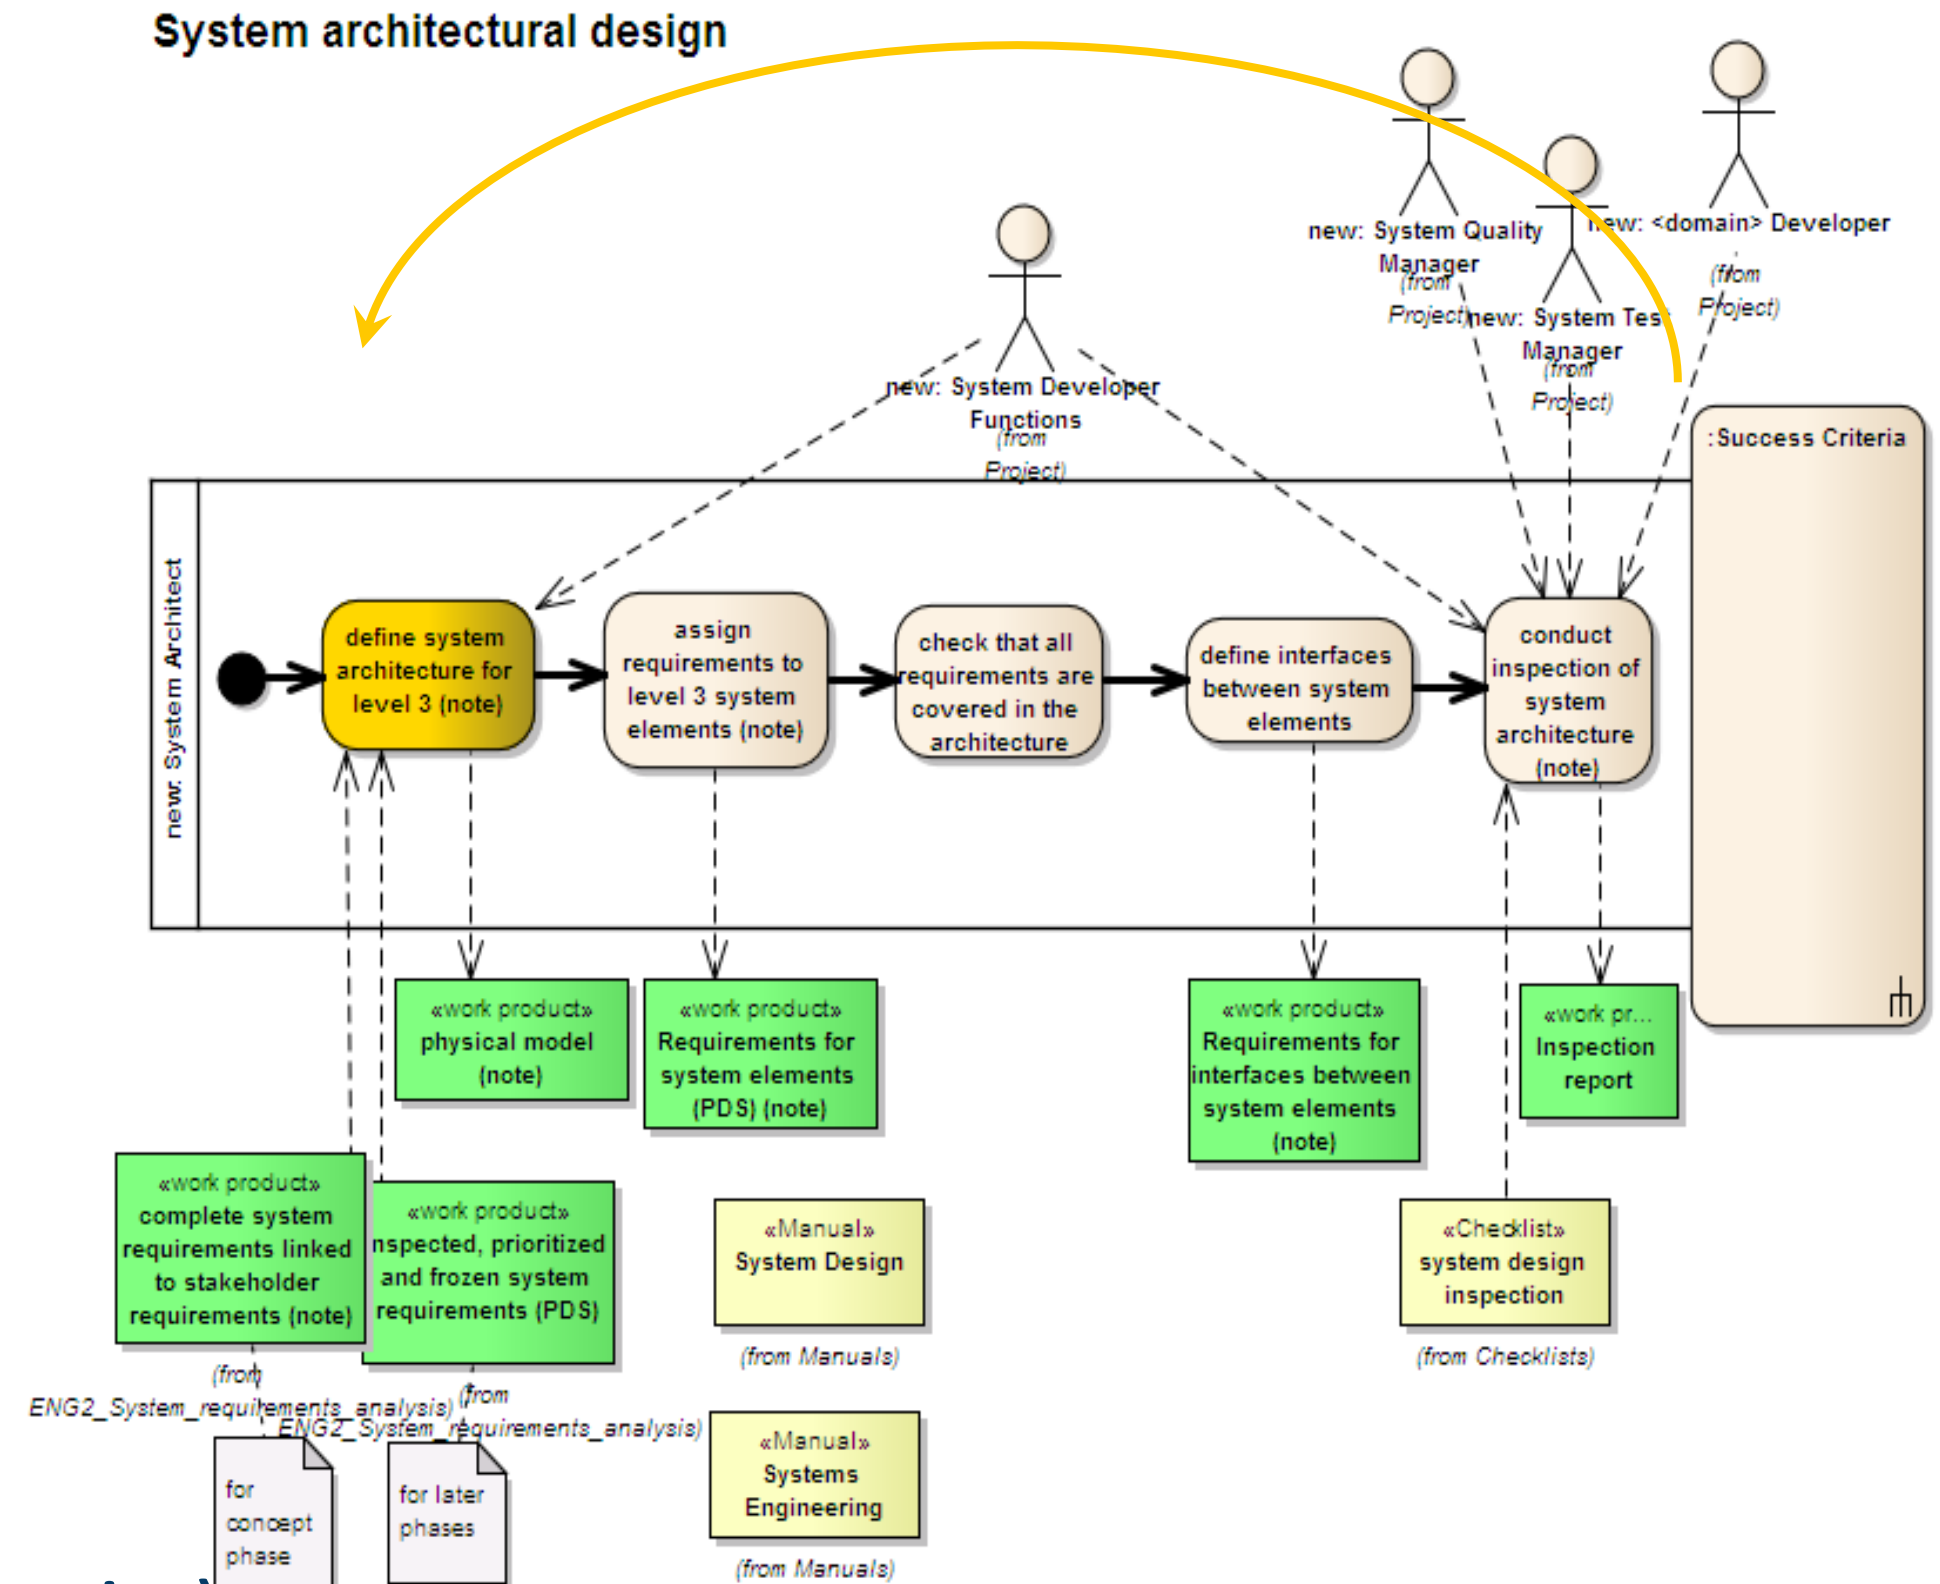 System architectural design
new: System Quality
Manager
(from
Project)
new: System Test
Manager
(from
Project)
new: <domain> Developer
(from
Project)
new: System Developer
Functions
(from
Project)
:Success Criteria
new: System Architect
define system
architecture for
level 3 (note)
assign
requirements to
level 3 system
elements (note)
check that all
requirements are
covered in the
architecture
define interfaces
between system
elements
conduct
inspection of
system
architecture
(note)
«work product»
physical model
(note)
«work product»
Requirements for
system elements
(PDS) (note)
«work product»
Requirements for
interfaces between
system elements
(note)
«work pr...
Inspection
report
«work product»
complete system
requirements linked
to stakeholder
requirements (note)
(from
ENG2_System_requirements_analysis)
«work product»
nspected, prioritized
and frozen system
requirements (PDS)
(from
ENG2_System_requirements_analysis)
«Manual»
System Design
(from Manuals)
«Checklist»
system design
inspection
(from Checklists)
«Manual»
Systems
Engineering
(from Manuals)
for
concept
phase
for later
phases